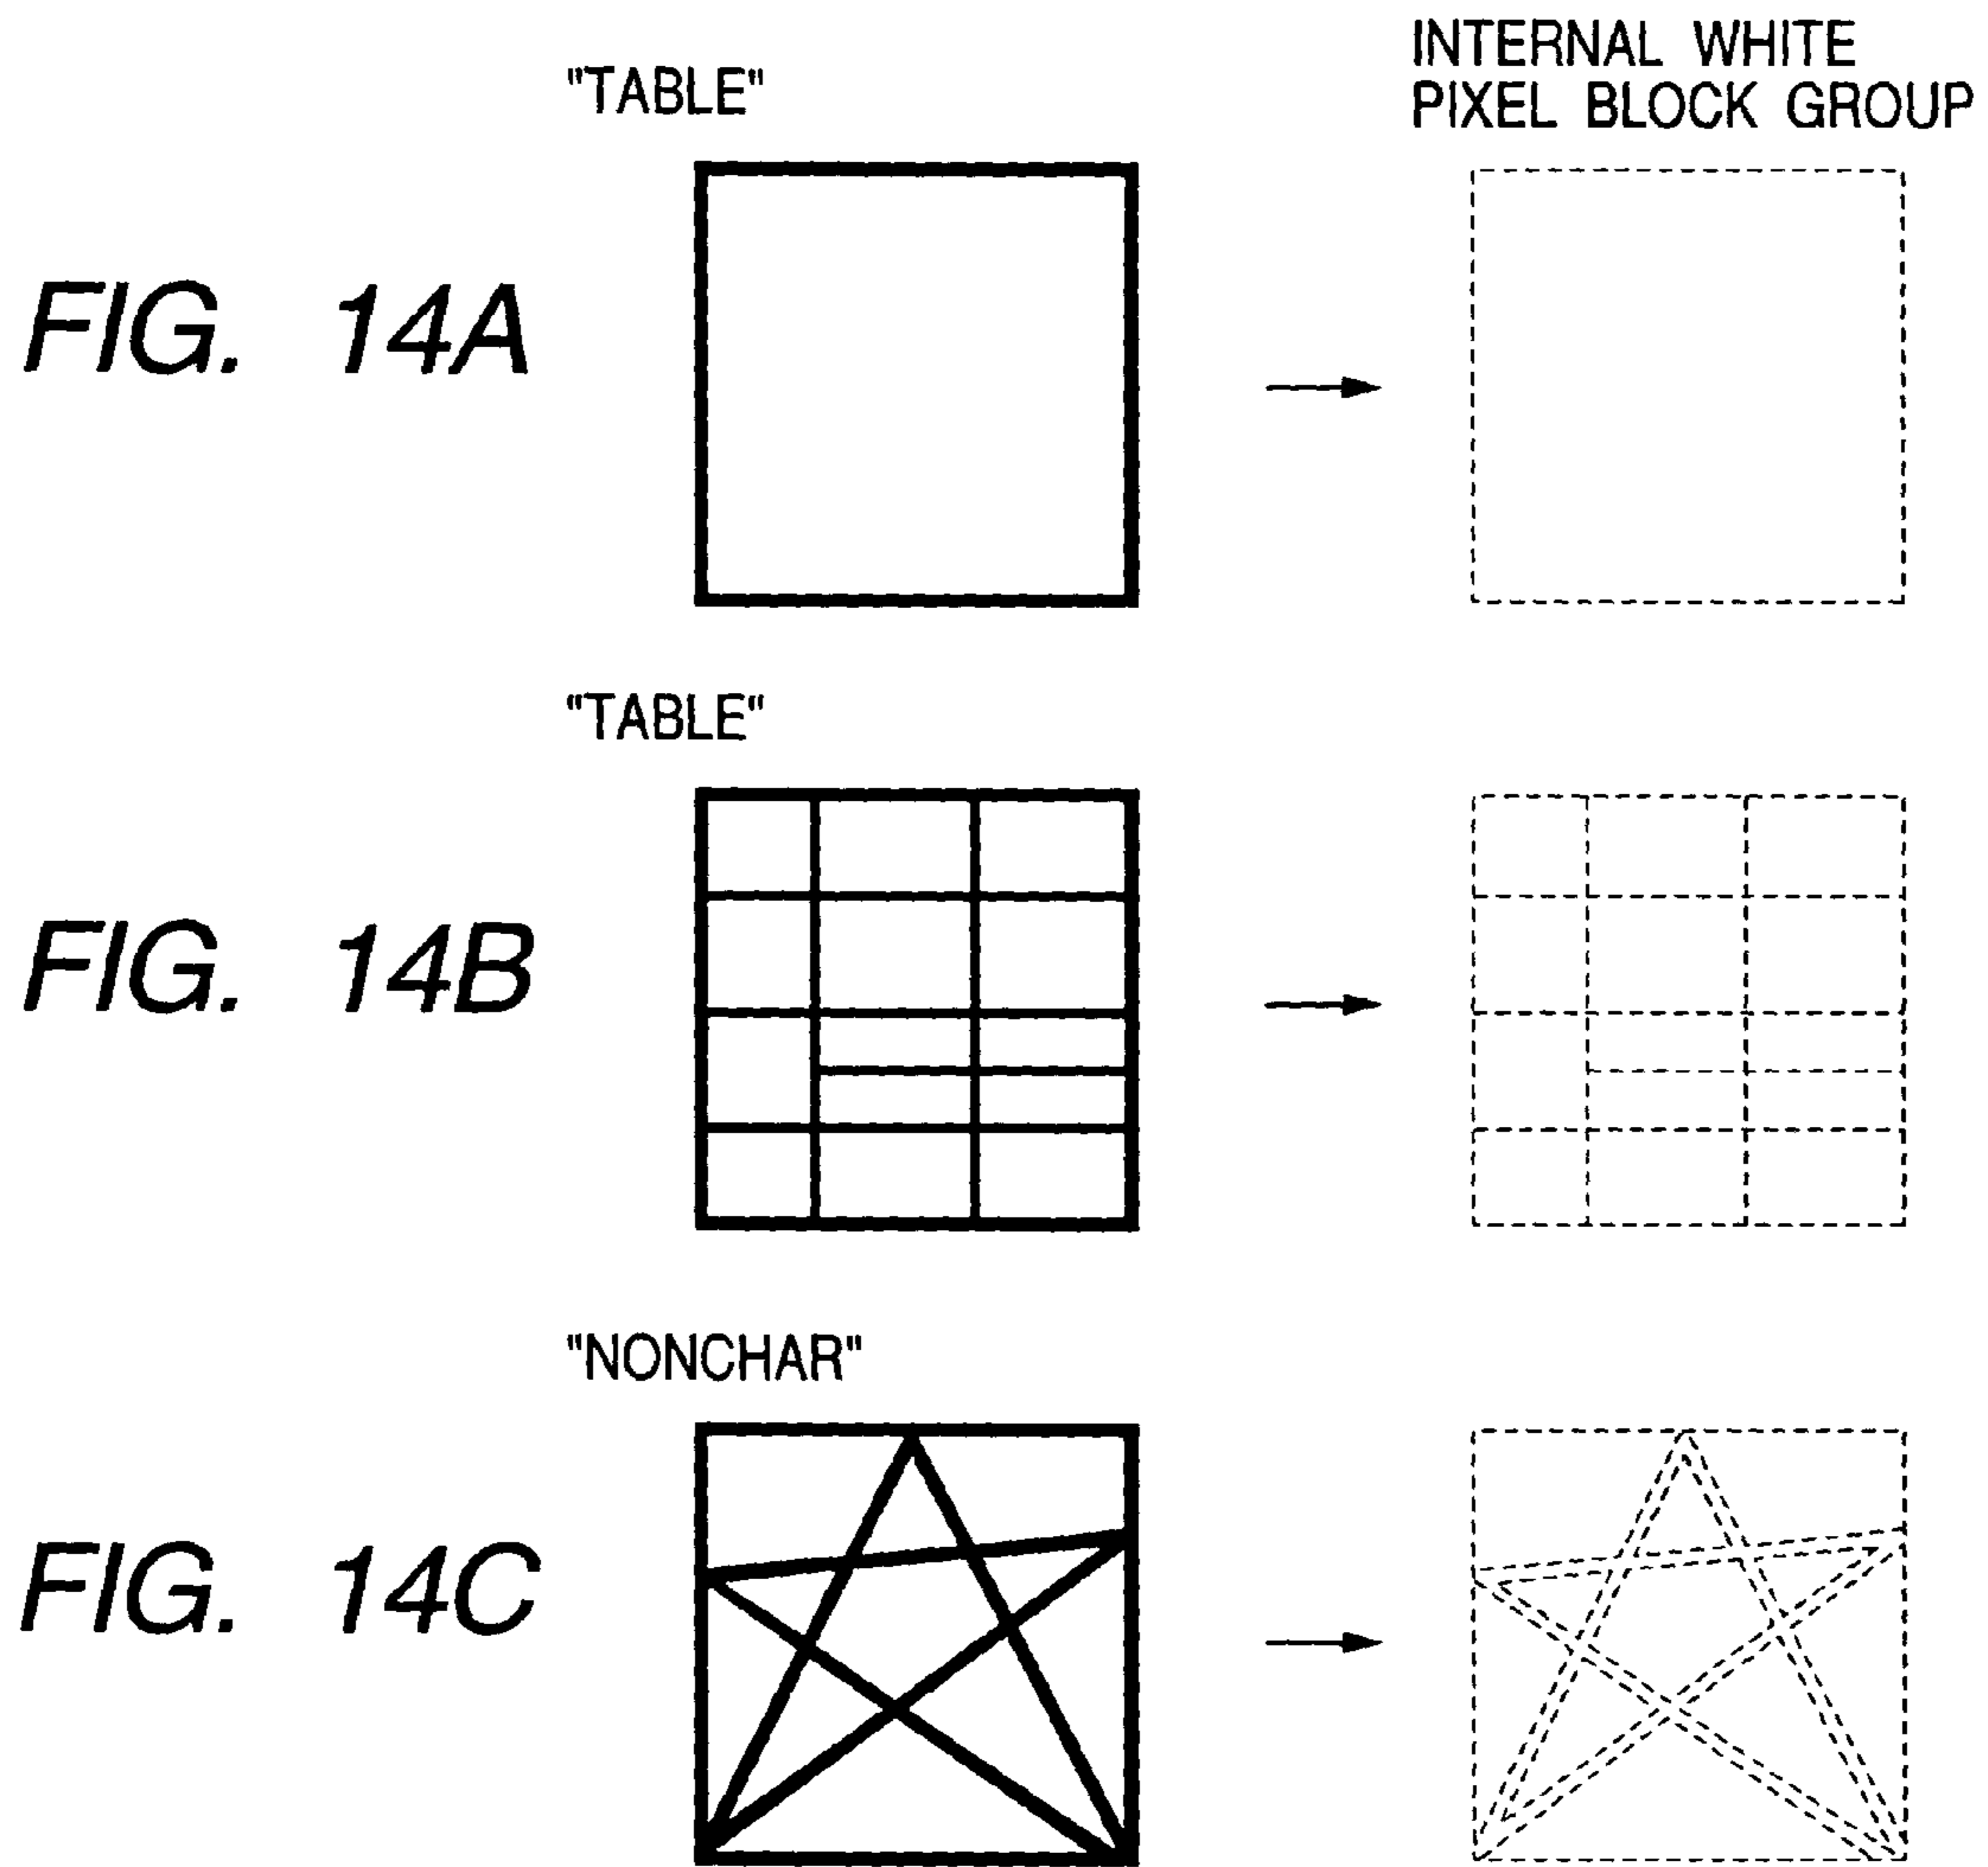 "TABLE"
INTERNAL WHITE
PIXEL BLOCK GROUP
FIG. 14A
"TABLE"
FIG. 14B
"NONCHAR"
FIG. 14C